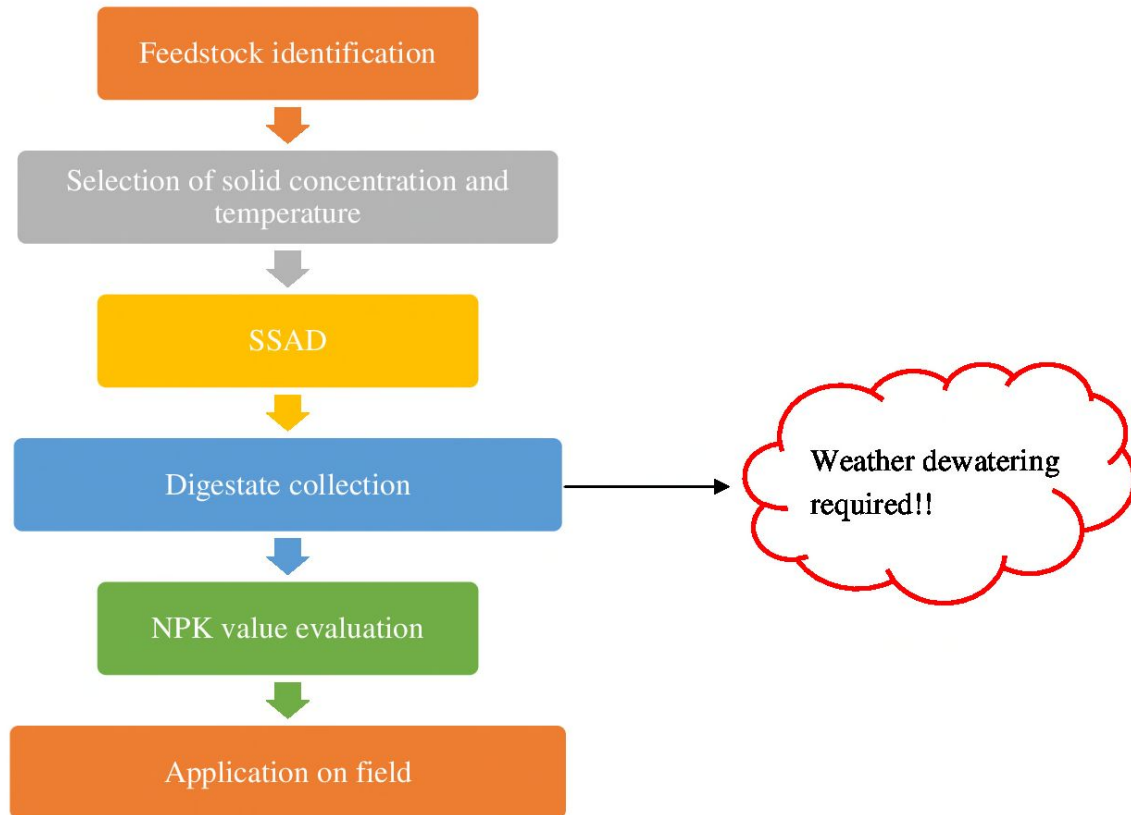 Feedstock identification
Selection of solid concentration and
temperature
SSAD
Digestate collection
Weather dewatering
required!!
NPK value evaluation
Application on field